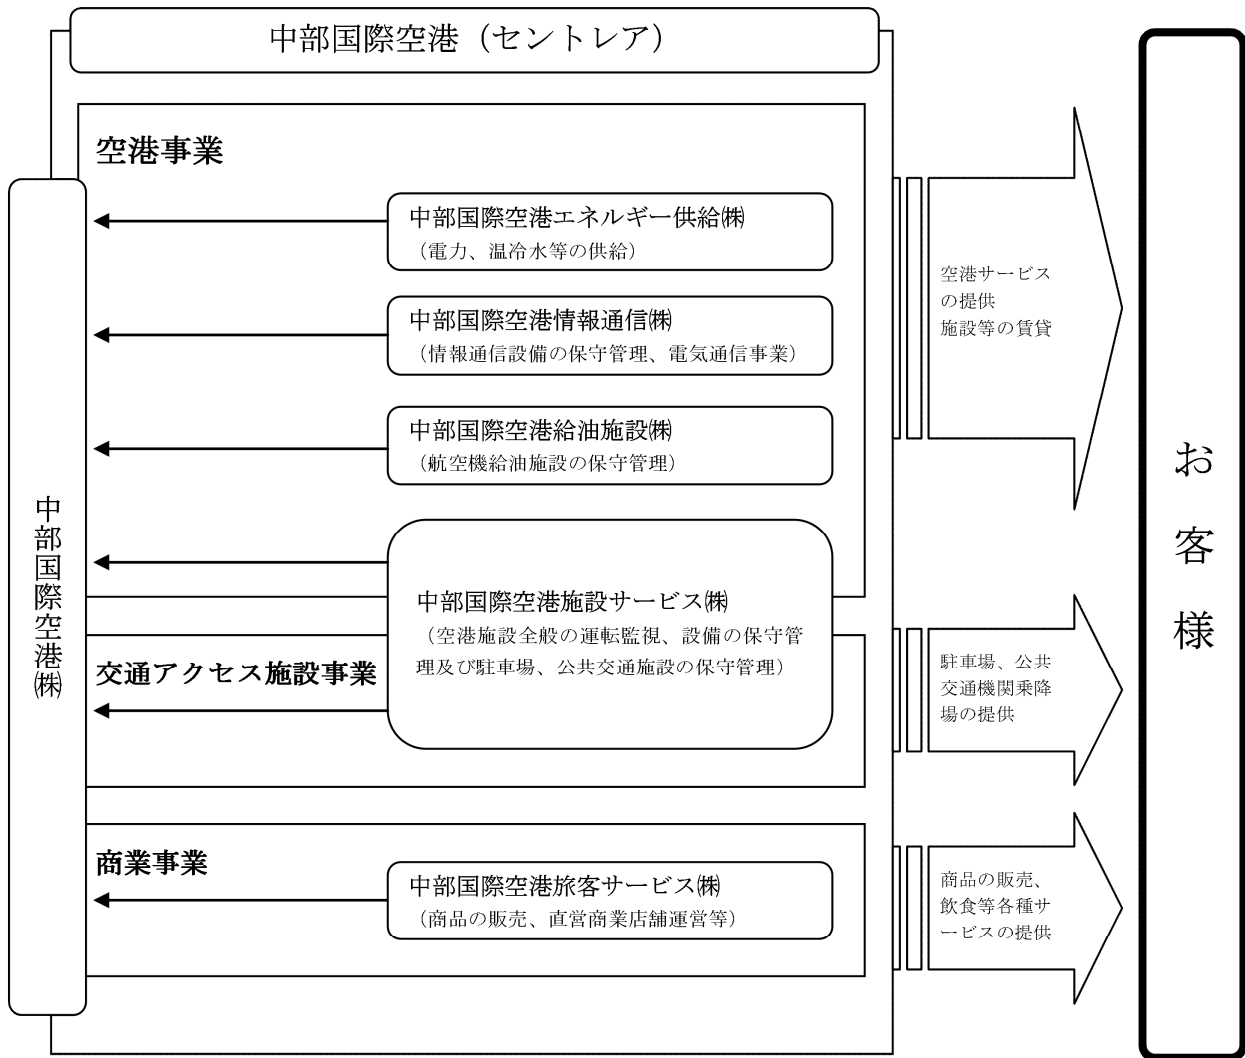 中部国際空港（セントレア）
空港事業
中部国際空港エネルギー供給㈱
（電力、温冷水等の供給）
中部国際空港情報通信㈱
（情報通信設備の保守管理、電気通信事業）
中部国際空港給油施設㈱
（航空機給油施設の保守管理）
中部国際空港施設サービス㈱
（空港施設全般の運転監視、設備の保守管
理及び駐車場、公共交通施設の保守管理）
交通アクセス施設事業
商業事業
中部国際空港旅客サービス㈱
（商品の販売、直営商業店舗運営等）
中部国際空港㈱
空港サービス
の提供
施設等の賃貸
駐車場、公共
交通機関乗降
場の提供
商品の販売、
飲食等各種サ
ービスの提供
お客様